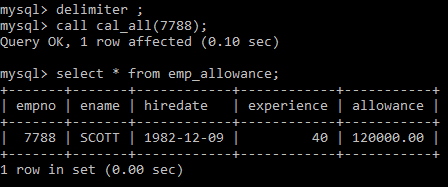 mysql> delimiter ;
mysql> call cal_all(7788);
Query OK, 1 row affected (0.10 sec)
mysql> select * from emp_allowance;
+-------+-------+------------+------------+-----------+
| empno | ename | hiredate   | experience | allowance |
+-------+-------+------------+------------+-----------+
|  7788 | SCOTT | 1982-12-09 |         40 | 120000.00 |
+-------+-------+------------+------------+-----------+
1 row in set (0.00 sec)